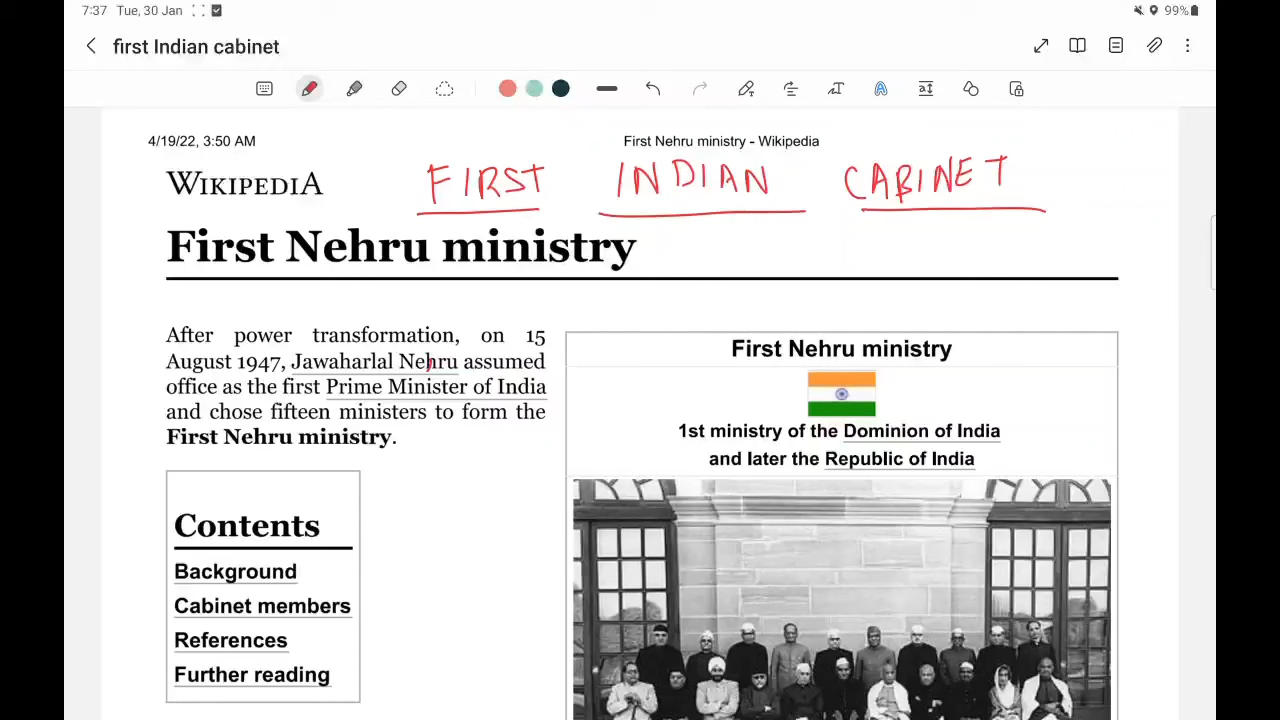 7:37 Tue, 30 Jan 99%
first Indian cabinet
4/19/22, 3:50 AM First Nehru ministry - Wikipedia
WIKIPEDIA FIRST INDIAN CABINET
First Nehru ministry
After power transformation, on 15
August 1947, Jawaharlal Nehru assumed
office as the first Prime Minister of India
and chose fifteen ministers to form the
First Nehru ministry.
Contents
Background
Cabinet members
References
Further reading
First Nehru ministry
1st ministry of the Dominion of India
and later the Republic of India